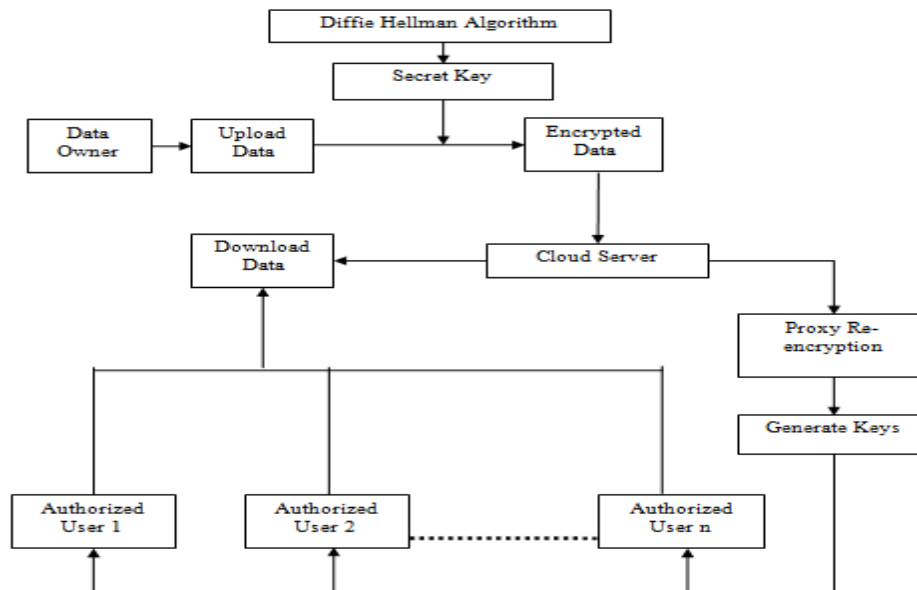 Diffie Hellman Algorithm
Secret Key
Data
Owner
Upload
Data
Encrypted
Data
Download
Data
Cloud Server
Proxy Re-
encryption
Generate Keys
Authorized
User 1
Authorized
User 2
Authorized
User n